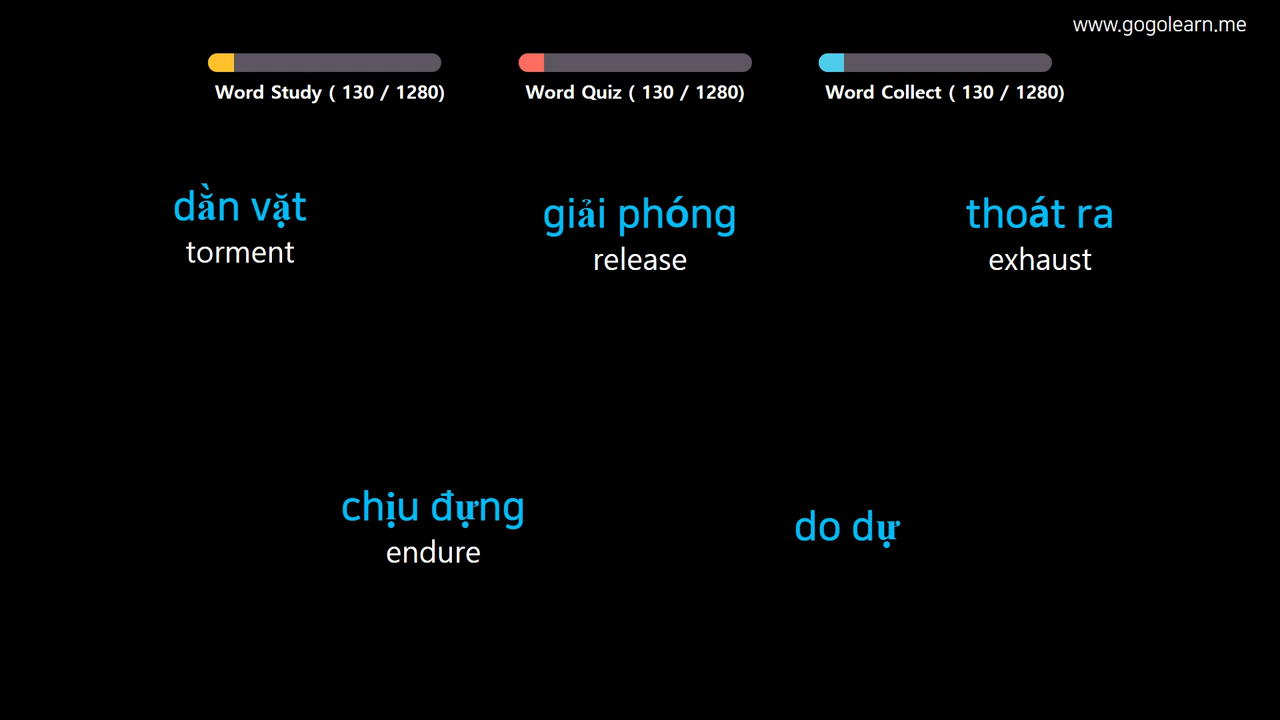 www.gogolearn.me
Word Study ( 130 / 1280)
Word Quiz ( 130 / 1280)
Word Collect ( 130 / 1280)
dằn vặt
torment
giải phóng
release
thoát ra
exhaust
chịu đựng
endure
do dự